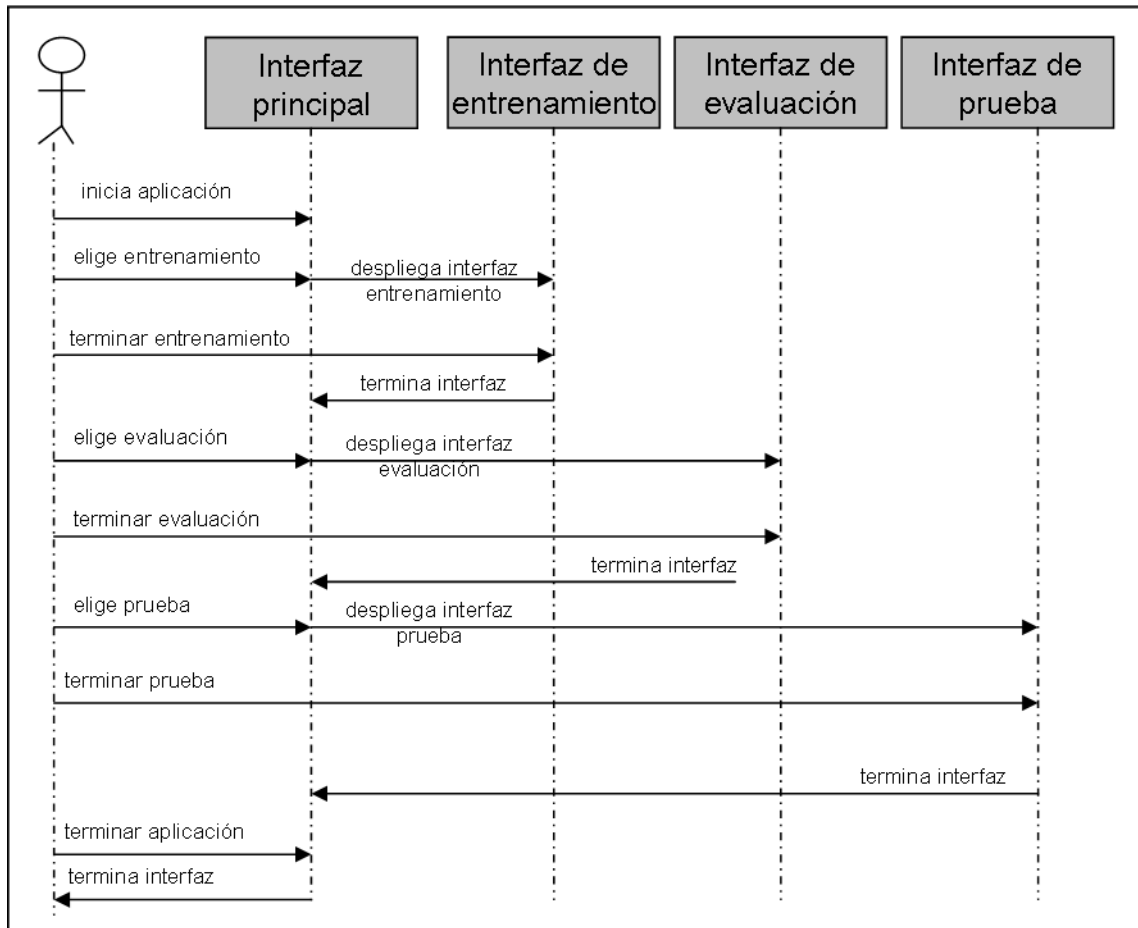 Interfaz
principal
Interfaz de
entrenamiento
Interfaz de
evaluación
Interfaz de
prueba
inicia aplicación
elige entrenamiento
despliega interfaz
entrenamiento
terminar entrenamiento
termina interfaz
elige evaluación
despliega interfaz
evaluación
terminar evaluación
termina interfaz
elige prueba
despliega interfaz
prueba
terminar prueba
termina interfaz
terminar aplicación
termina interfaz